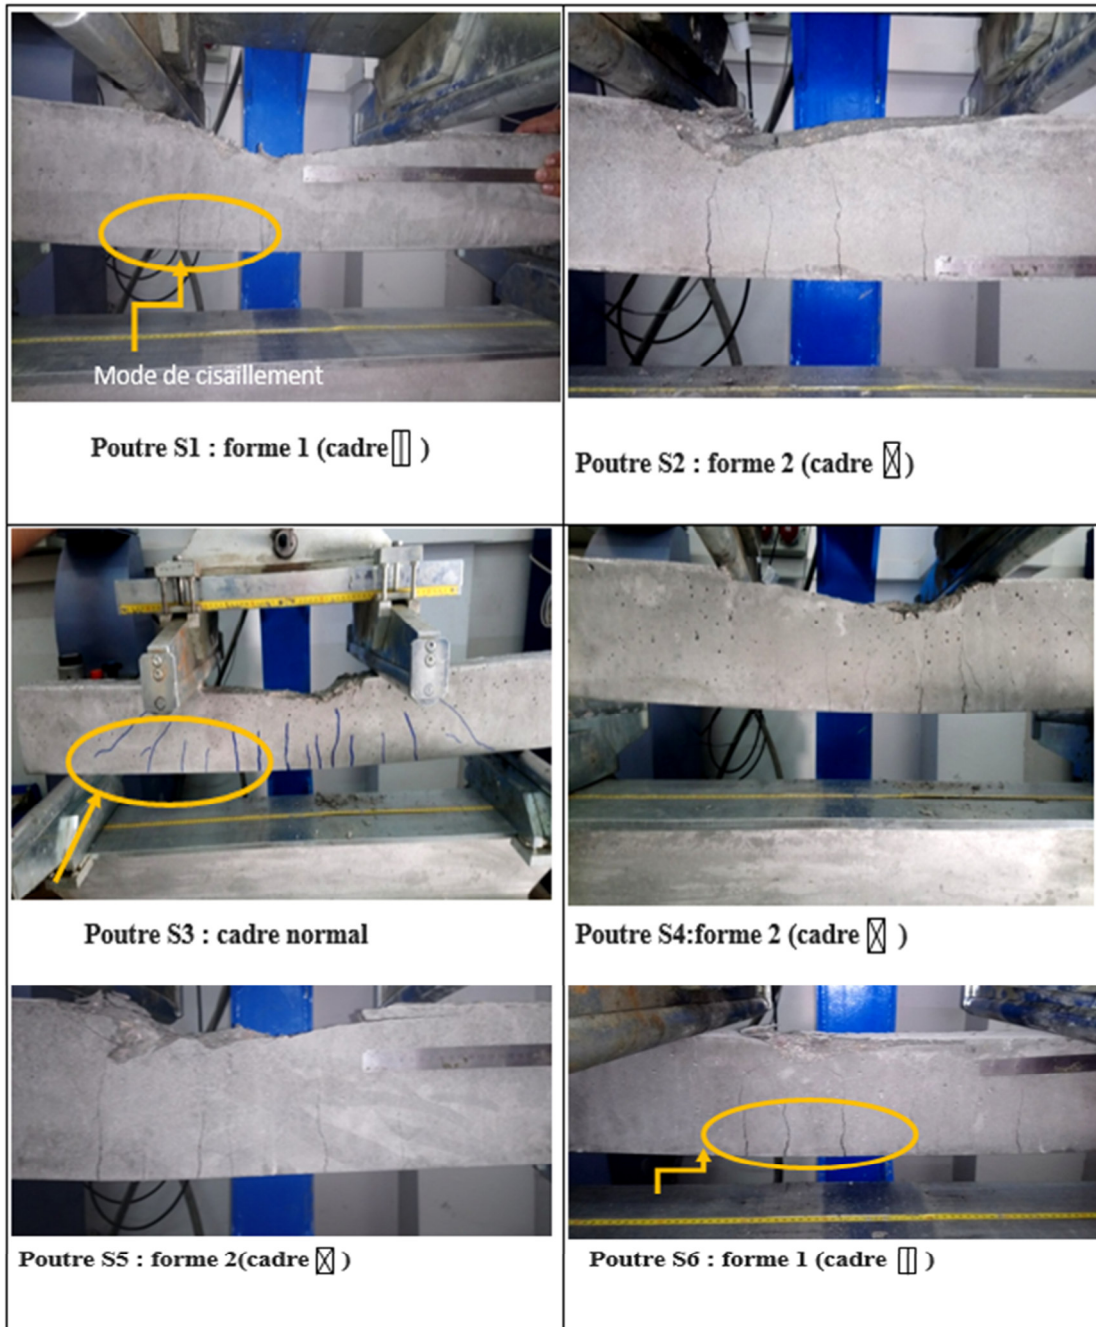 Mode de cisaillement
Poutre S1 : forme 1 (cadre )
Poutre S2 : forme 2 (cadre )
C
C
Poutre S3 : cadre normal
Poutre S4:forme 2 (cadre )
Poutre S5 : forme 2(cadre )
Poutre S6 : forme 1 (cadre )